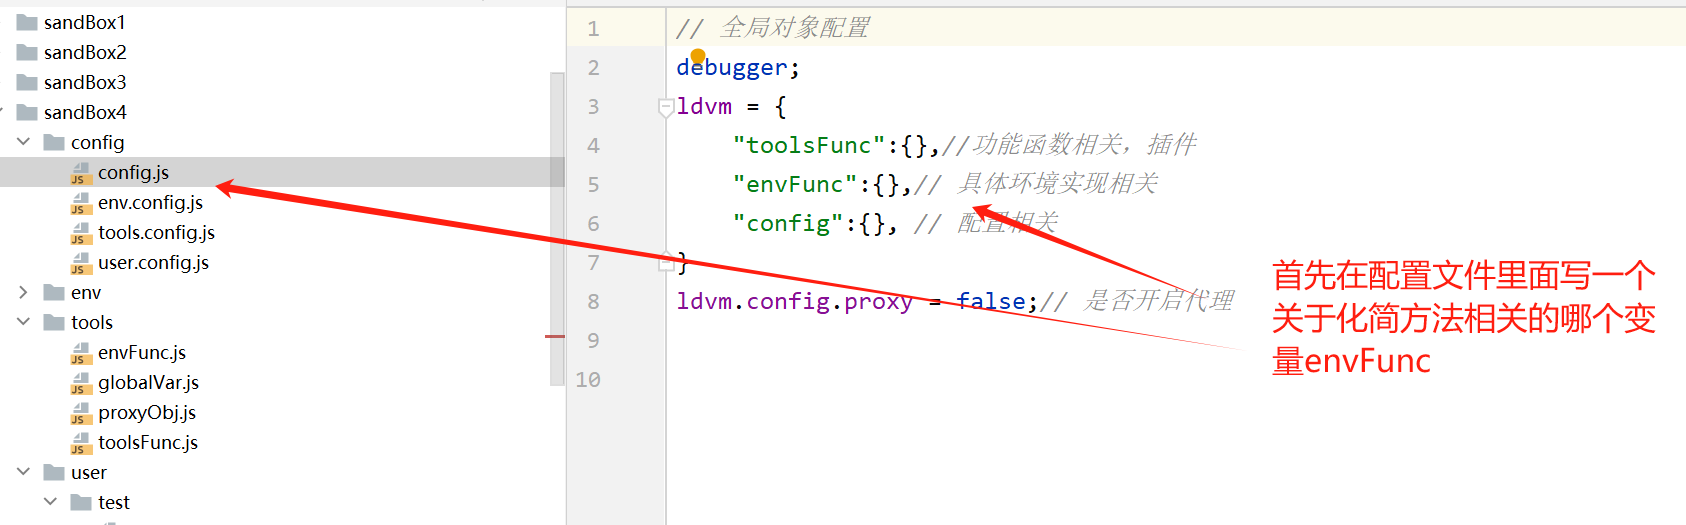 sandBox1
sandBox2
sandBox3
sandBox4
config
config.js
env.config.js
tools.config.js
user.config.js
env
tools
envFunc.js
globalVar.js
proxyObj.js
toolsFunc.js
user
test
1 // 全局对象配置
2 debugger;
3 ldvm = {
4 "toolsFunc":{},//功能函数相关，插件
5 "envFunc":{},// 具体环境实现相关
6 "config":{}, // 配置相关
7 }
8 ldvm.config.proxy = false;// 是否开启代理
9
10
首先在配置文件里面写一个
关于化简方法相关的哪个变
量envFunc